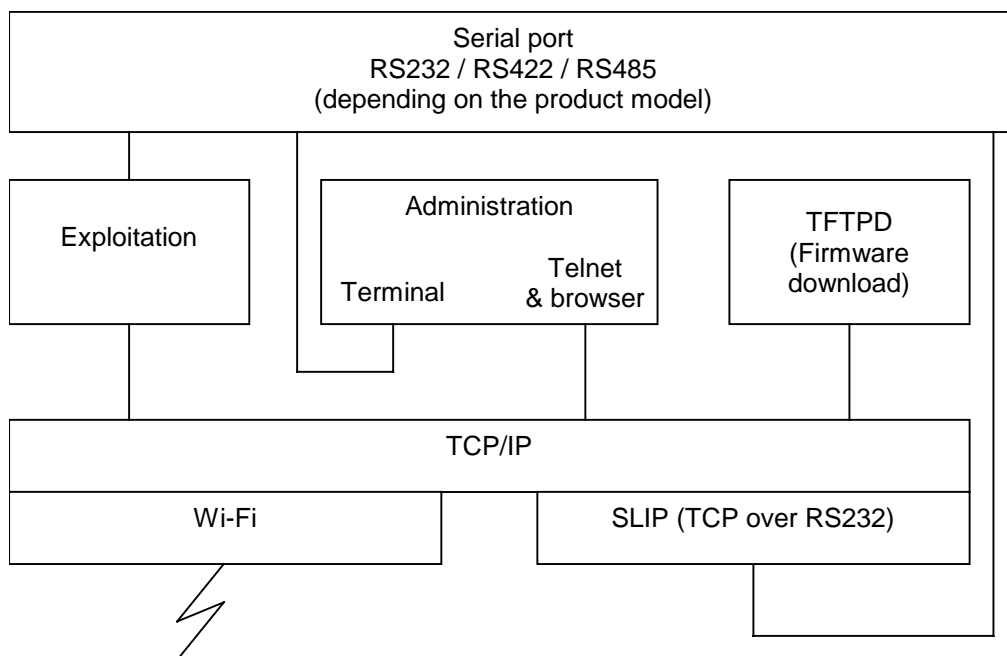 Serial port
RS232 / RS422 / RS485
(depending on the product model)
Exploitation
Administration
Terminal
Telnet
& browser
TFTPD
(Firmware
download)
TCP/IP
Wi-Fi
SLIP (TCP over RS232)